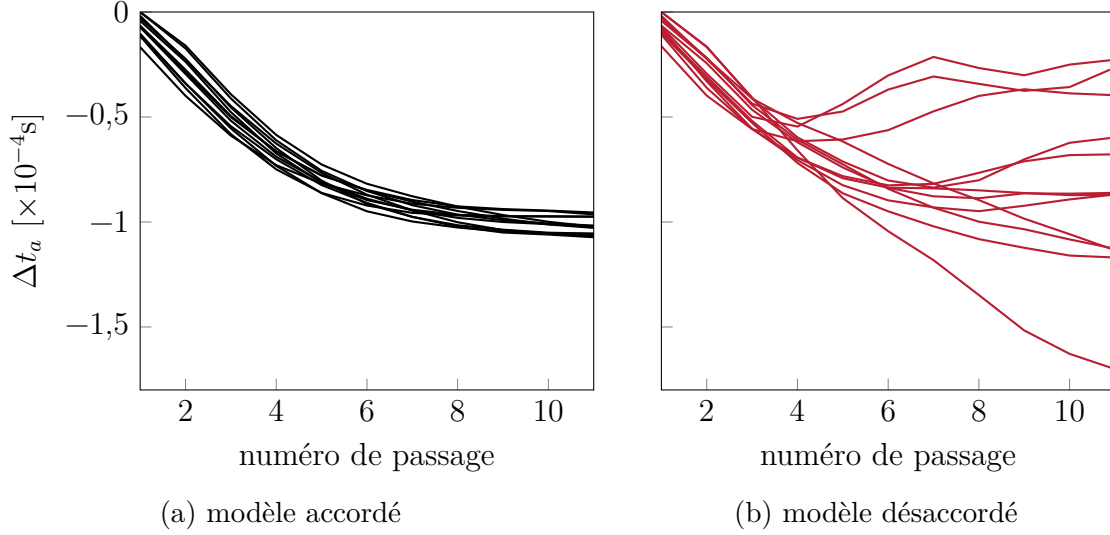 0
−0,5
−1
−1,5
Δt_a [×10⁻⁴s]
2 4 6 8 10
numéro de passage
(a) modèle accordé
2 4 6 8 10
numéro de passage
(b) modèle désaccordé